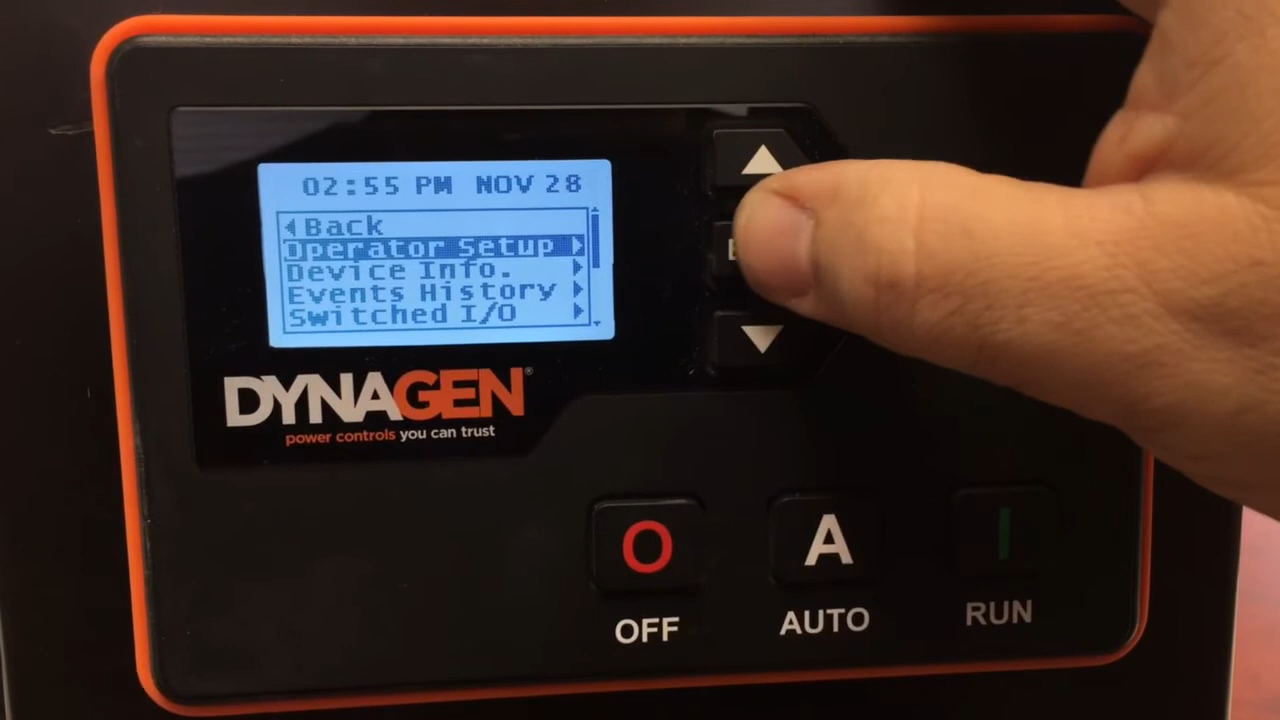 02:55 PM NOV 28
Back
Operator Setup
Device Info.
Events History
Switched I/O
DYNAGEN®
power controls you can trust
O A I
OFF AUTO RUN